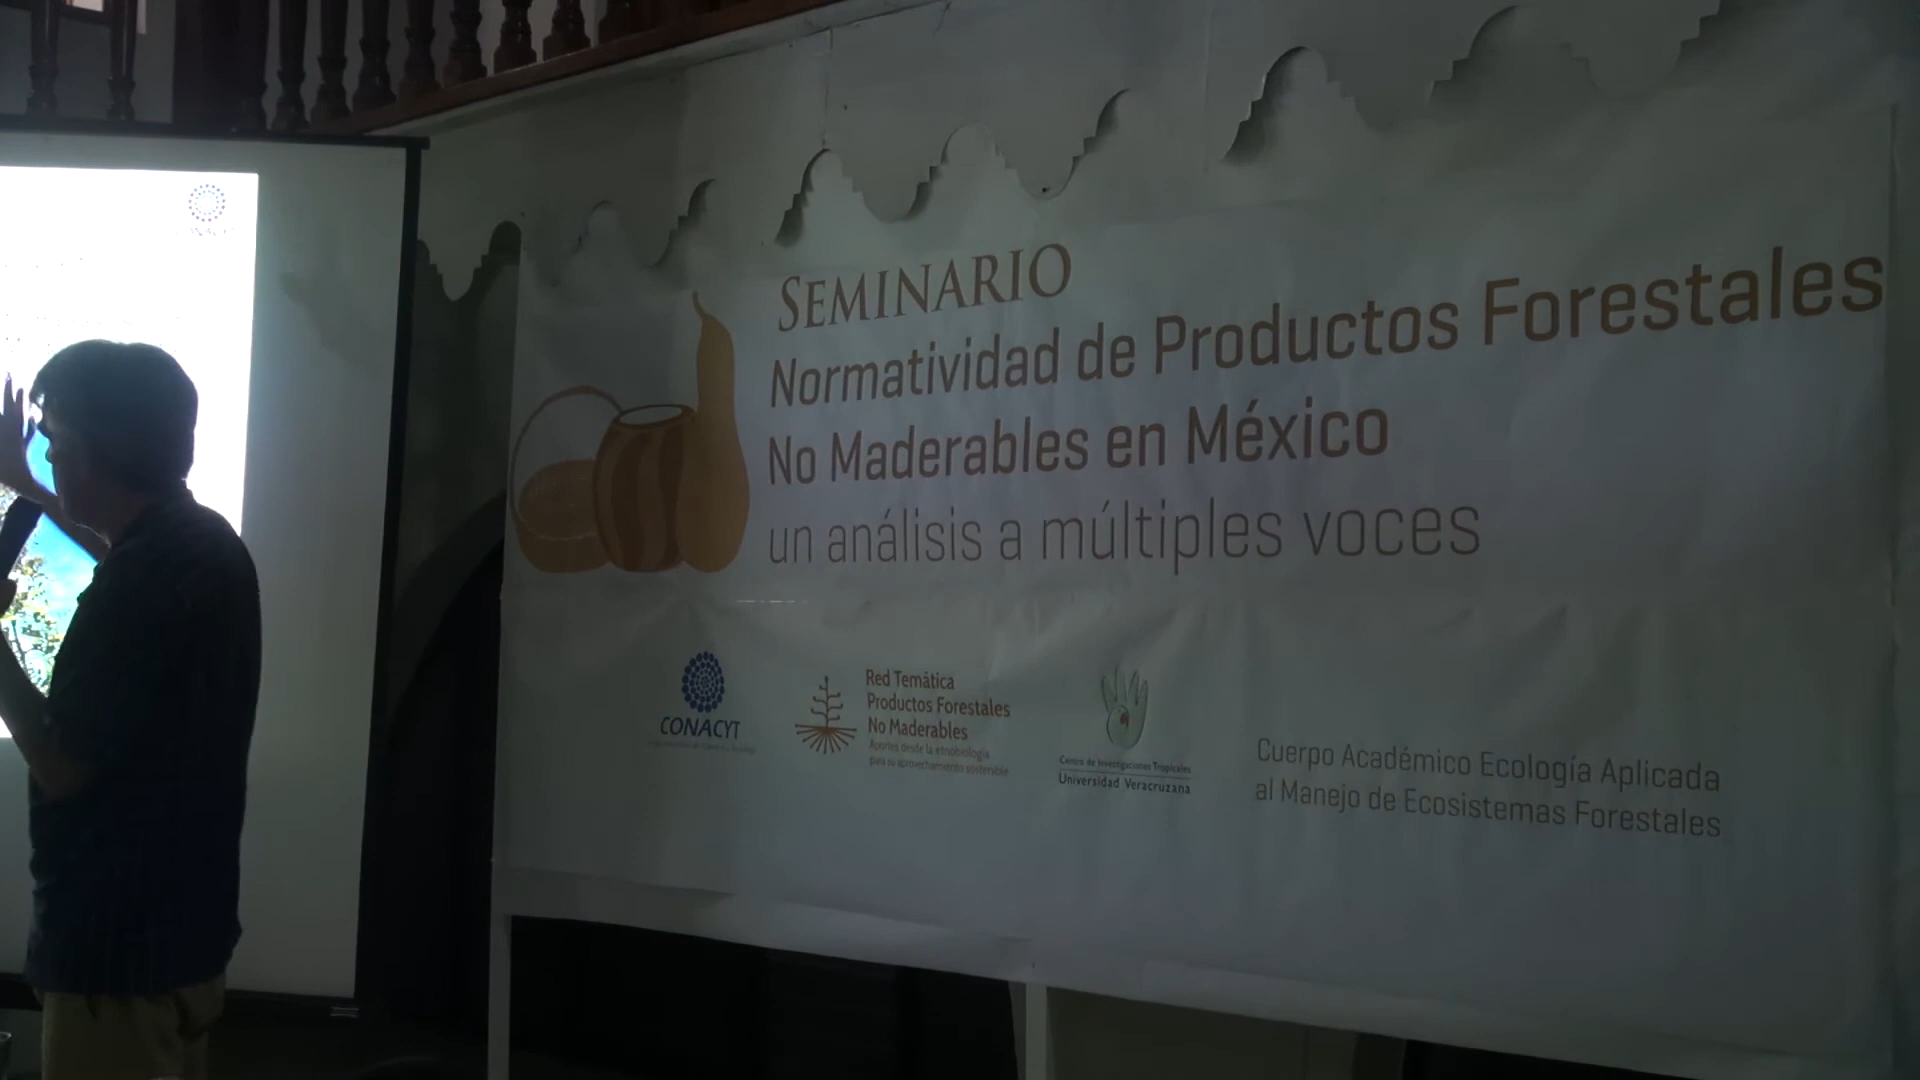 SEMINARIO
Normatividad de Productos Forestales
No Maderables en México
un análisis a múltiples voces
CONACYT
Red Temática
Productos Forestales
No Maderables
Aportes desde la etnobiología
para su aprovechamiento sostenible
Centro de Investigaciones Tropicales
Universidad Veracruzana
Cuerpo Académico Ecología Aplicada
al Manejo de Ecosistemas Forestales